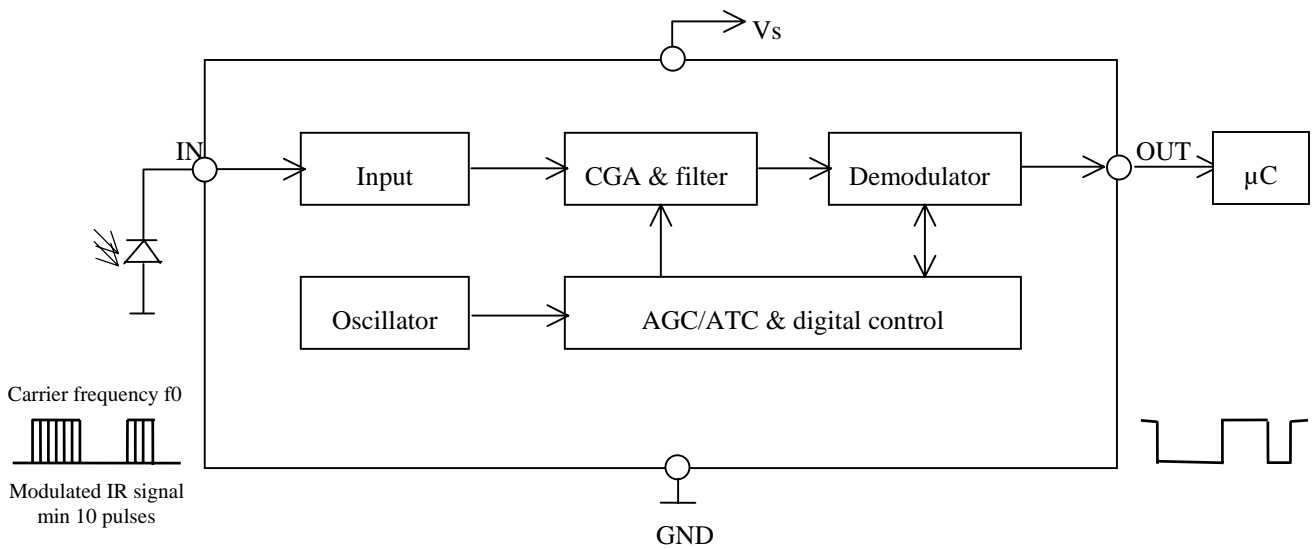 Vs
IN
OUT
Input
CGA & filter
Demodulator
µC
Oscillator
AGC/ATC & digital control
Carrier frequency f0
Modulated IR signal
min 10 pulses
GND